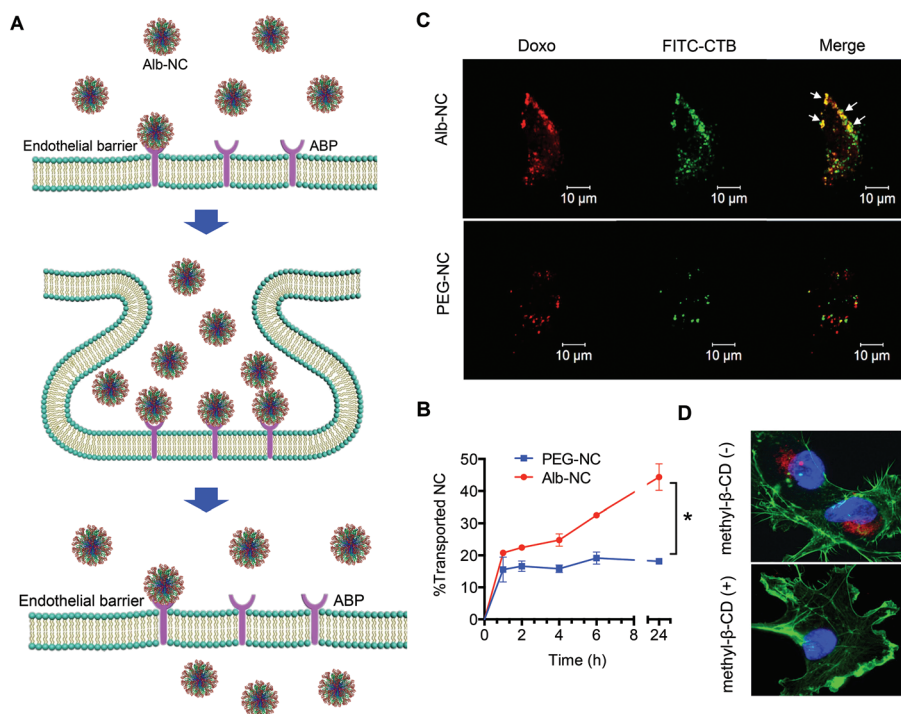 A
Alb-NC
Endothelial barrier
ABP
Endothelial barrier
ABP
C
Doxo
FITC-CTB
Merge
Alb-NC
10 μm
10 μm
10 μm
PEG-NC
10 μm
10 μm
10 μm
B
PEG-NC
Alb-NC
%Transported NC
50
40
30
20
10
0
*
0
2
4
6
8
24
Time (h)
D
methyl-β-CD (-)
methyl-β-CD (+)